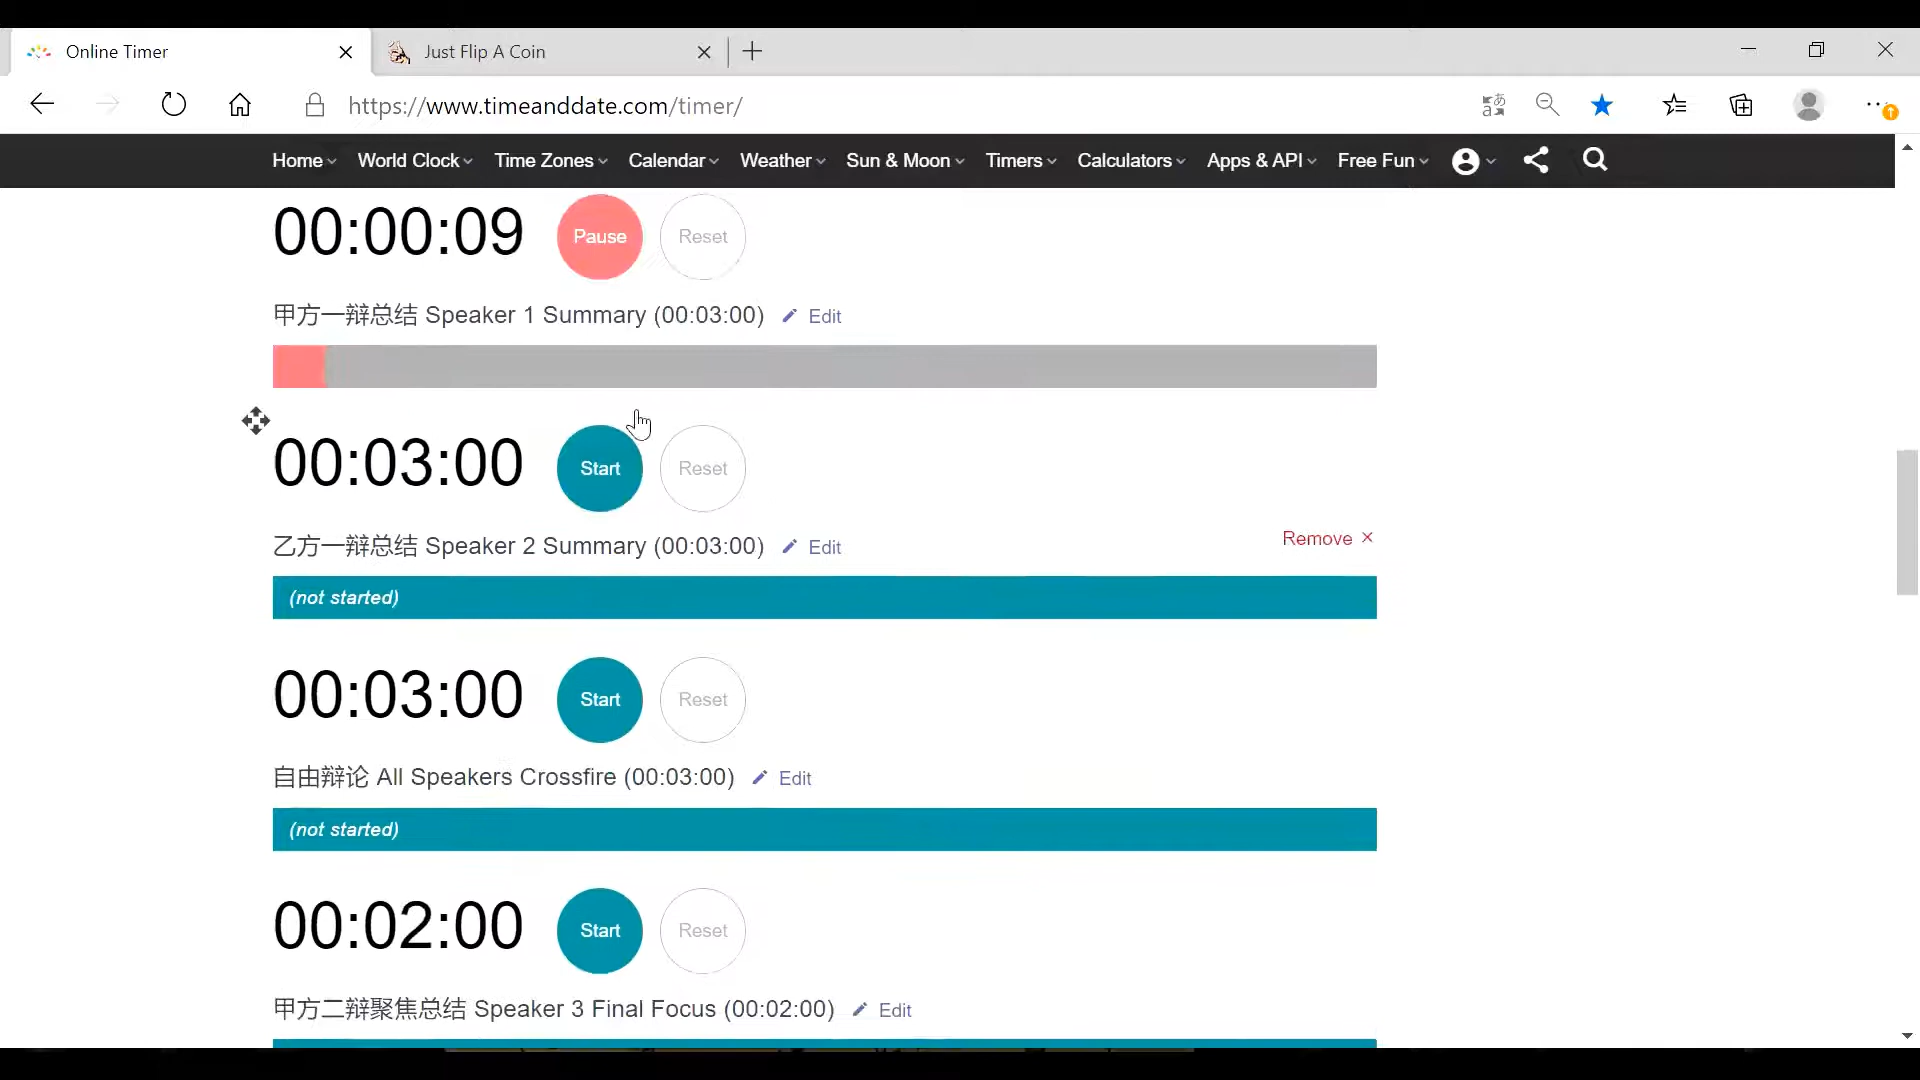 Online Timer
Just Flip A Coin
https://www.timeanddate.com/timer/
Home World Clock Time Zones Calendar Weather Sun & Moon Timers Calculators Apps & API Free Fun
00:00:09 Pause Reset
甲方一辩总结 Speaker 1 Summary (00:03:00) Edit
00:03:00 Start Reset
乙方一辩总结 Speaker 2 Summary (00:03:00) Edit Remove ×
(not started)
00:03:00 Start Reset
自由辩论 All Speakers Crossfire (00:03:00) Edit
(not started)
00:02:00 Start Reset
甲方二辩聚焦总结 Speaker 3 Final Focus (00:02:00) Edit